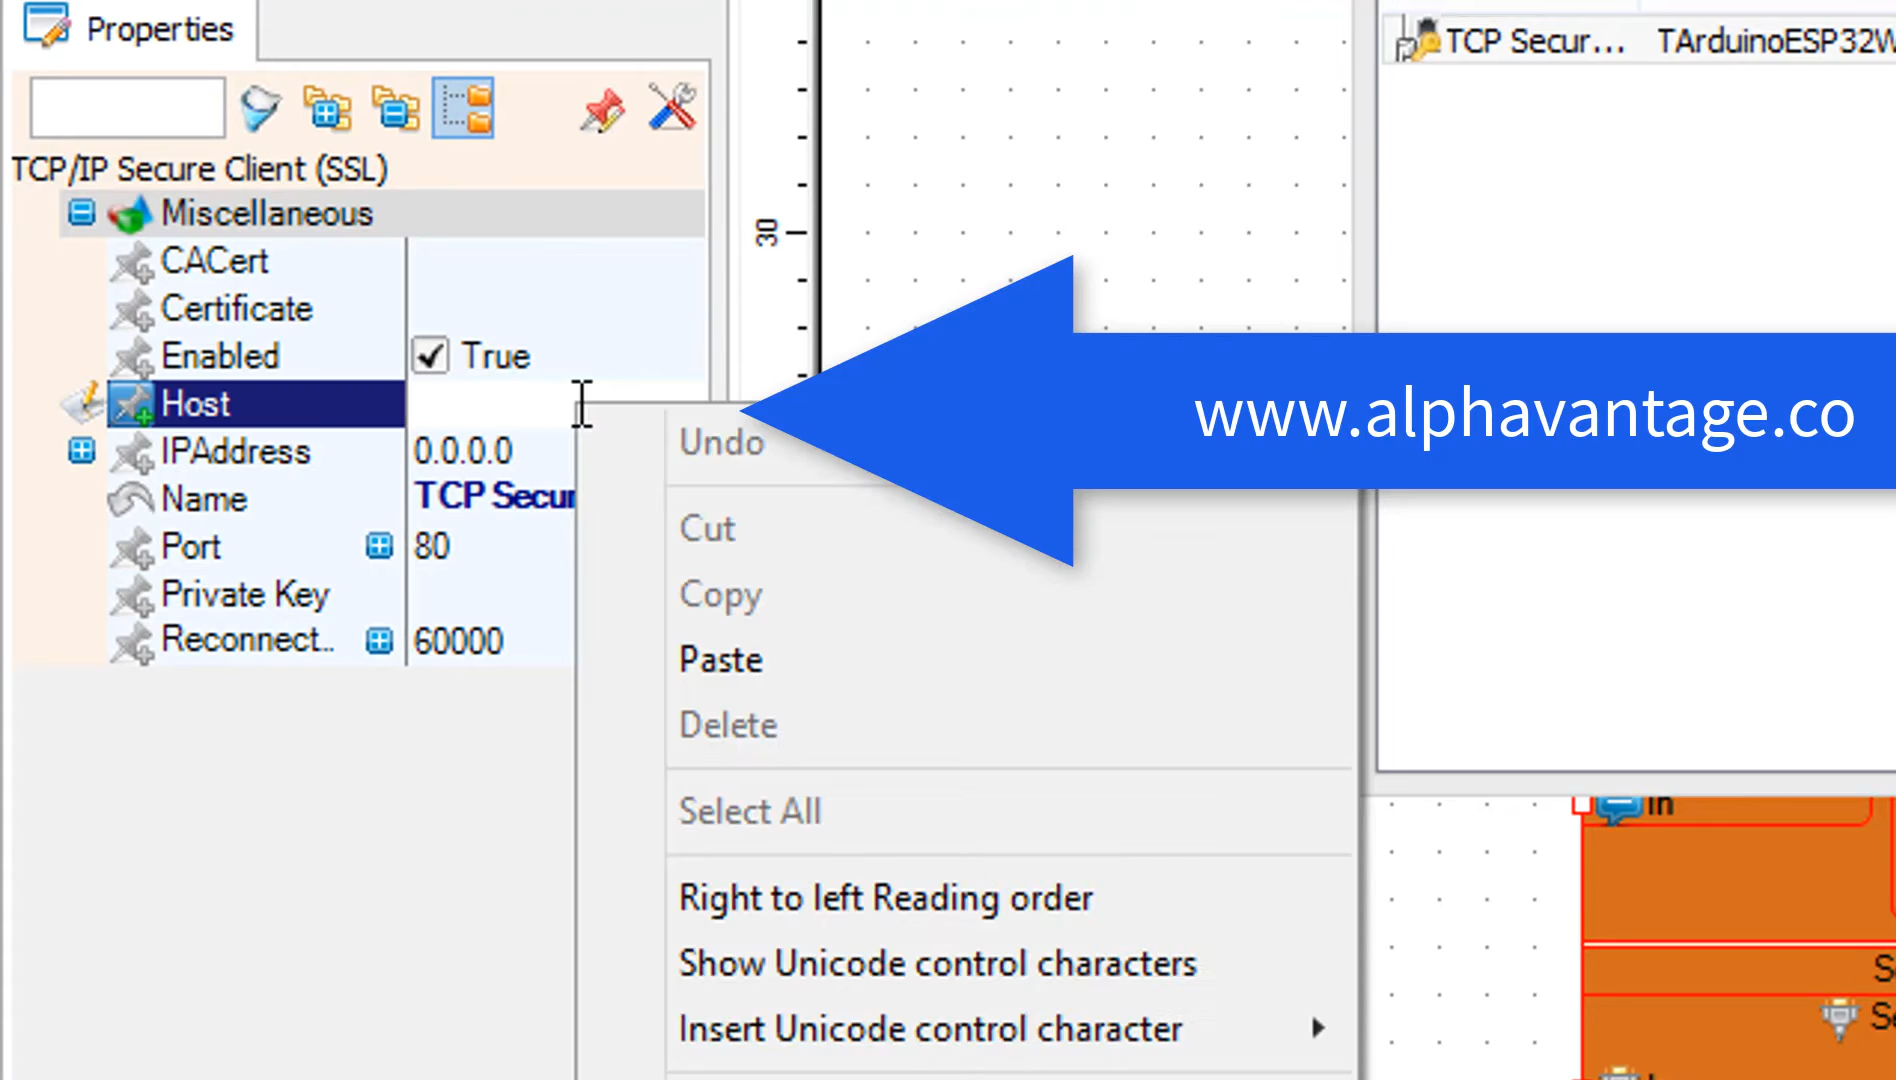 Properties
TCP Secur... TArduinoESP32W
TCP/IP Secure Client (SSL)
Miscellaneous
30
CACert
Certificate
Enabled True
Host
www.alphavantage.co
IPAddress 0.0.0.0
Name TCP Secur
Port 80
Private Key
Reconnect.. 60000
Undo
Cut
Copy
Paste
Delete
Select All
Right to left Reading order
Show Unicode control characters
Insert Unicode control character
In
Se